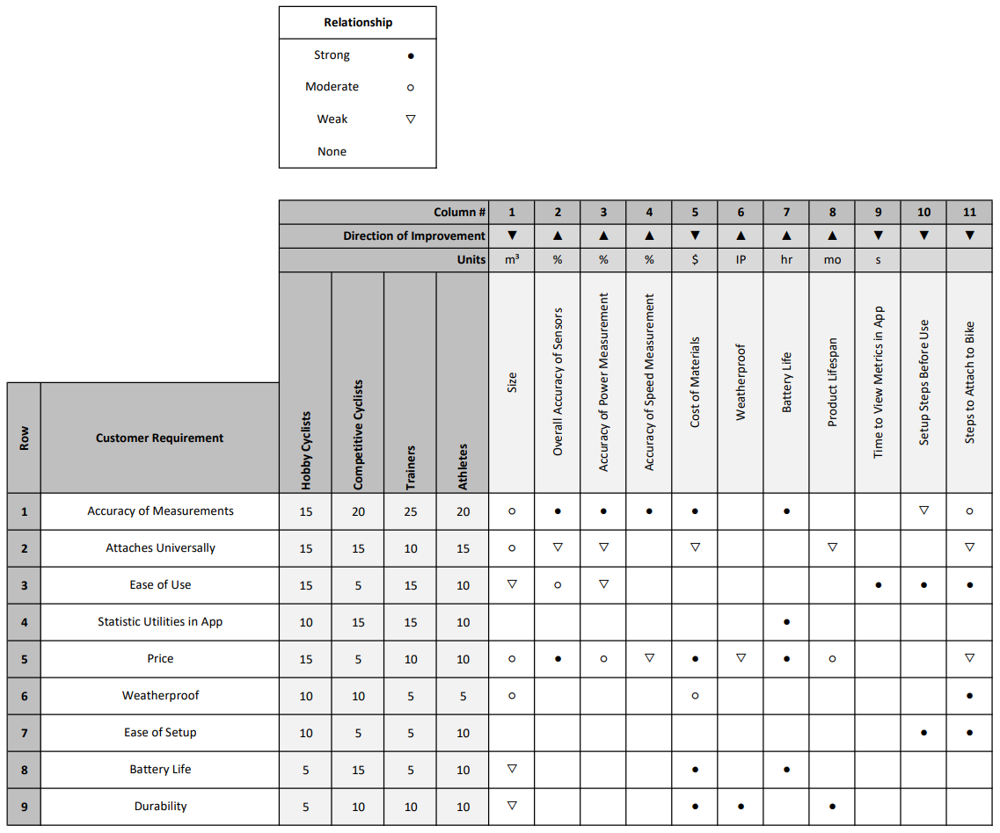 Relationship
Strong ●
Moderate ○
Weak ▽
None
Column # 1 2 3 4 5 6 7 8 9 10 11
Direction of Improvement ▼ ▲ ▲ ▲ ▼ ▲ ▲ ▲ ▼ ▼ ▼
Units m³ % % % $ IP hr mo s
Row Customer Requirement Hobby Cyclists Competitive Cyclists Trainers Athletes Size Overall Accuracy of Sensors Accuracy of Power Measurement Accuracy of Speed Measurement Cost of Materials Weatherproof Battery Life Product Lifespan Time to View Metrics in App Setup Steps Before Use Steps to Attach to Bike
1 Accuracy of Measurements 15 20 25 20 ○ ● ● ● ● ● ▽ ○
2 Attaches Universally 15 15 10 15 ○ ▽ ▽ ▽ ▽ ▽
3 Ease of Use 15 5 15 10 ▽ ○ ▽ ● ● ●
4 Statistic Utilities in App 10 15 15 10 ●
5 Price 15 5 10 10 ○ ● ○ ▽ ● ▽ ● ○ ▽
6 Weatherproof 10 10 5 5 ○ ○ ●
7 Ease of Setup 10 5 5 10 ● ●
8 Battery Life 5 15 5 10 ▽ ● ●
9 Durability 5 10 10 10 ▽ ● ● ●